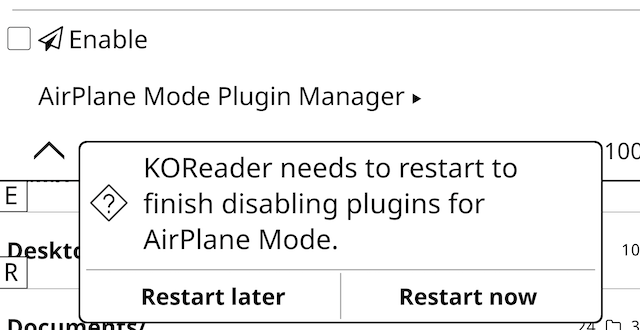 Enable
AirPlane Mode Plugin Manager ▸
100
KOReader needs to restart to
finish disabling plugins for
AirPlane Mode.
E
Deskto
10
R
Restart later
Restart now
Documents/
24
3